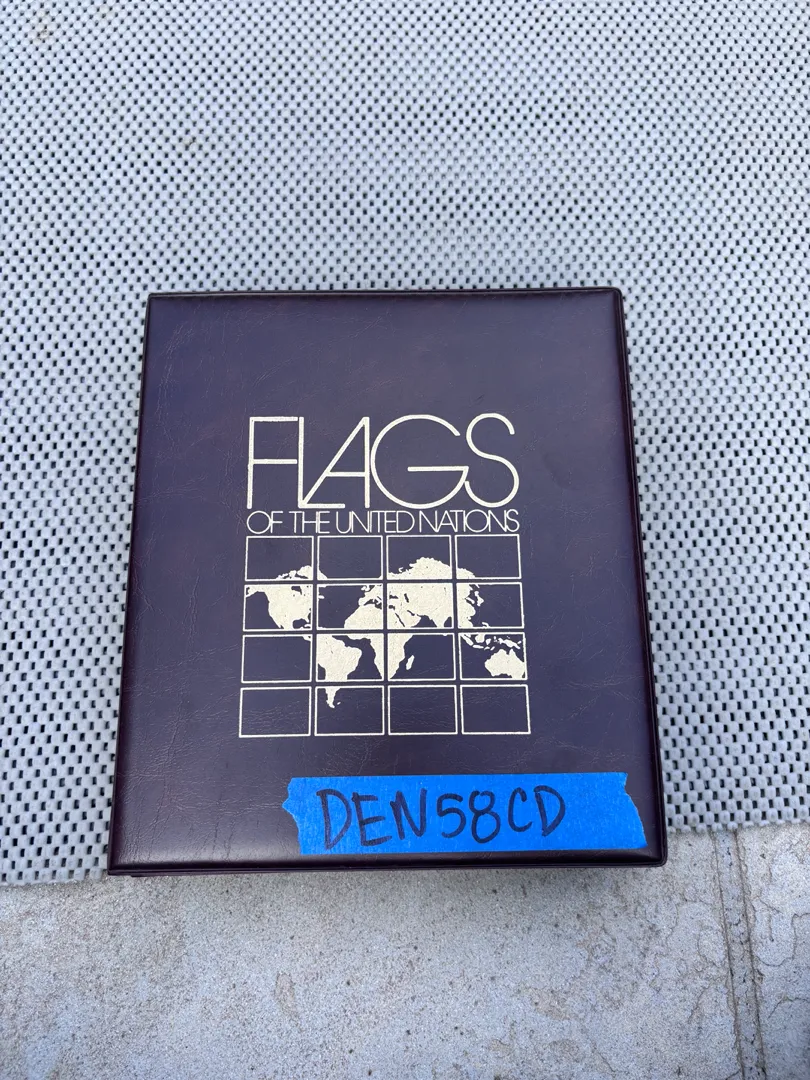 FLAGS
OF THE UNITED NATIONS
DEN58CD